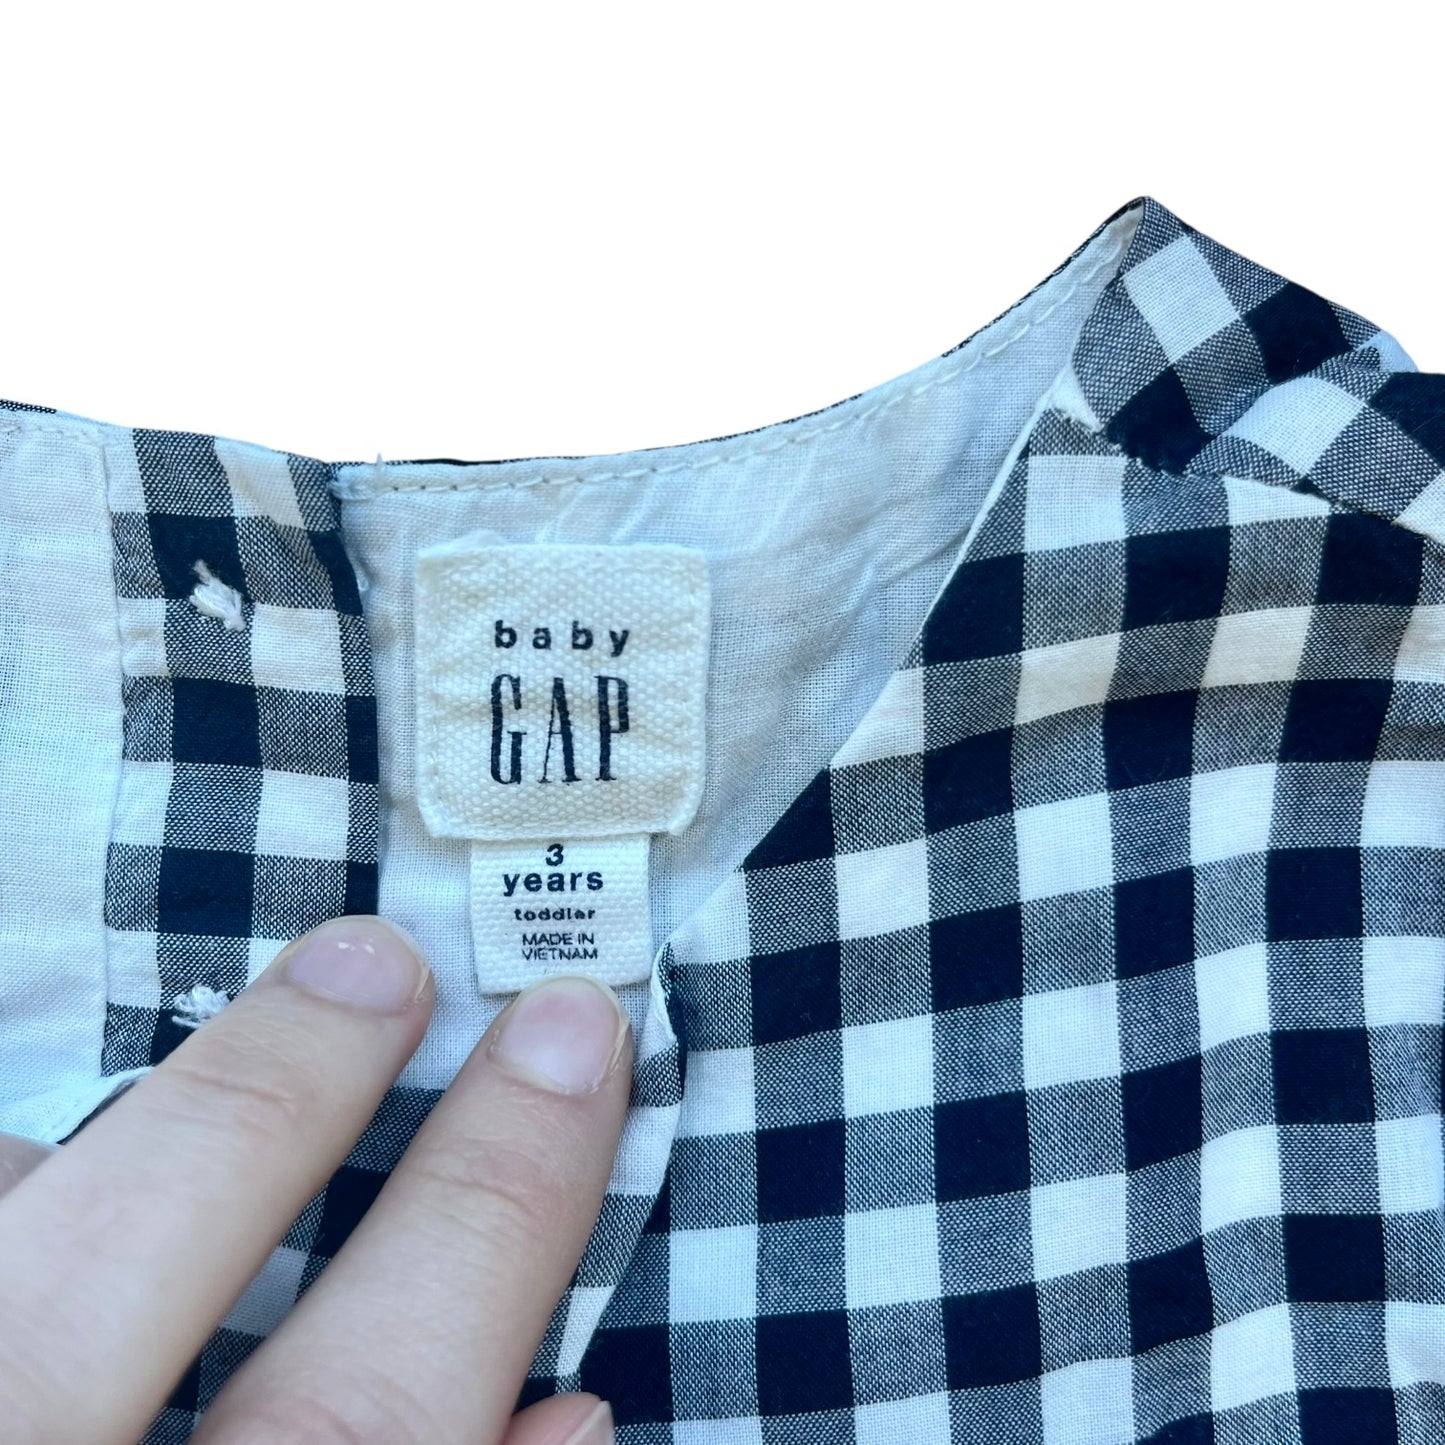 baby
GAP
3
years
toddler
MADE IN
VIETNAM